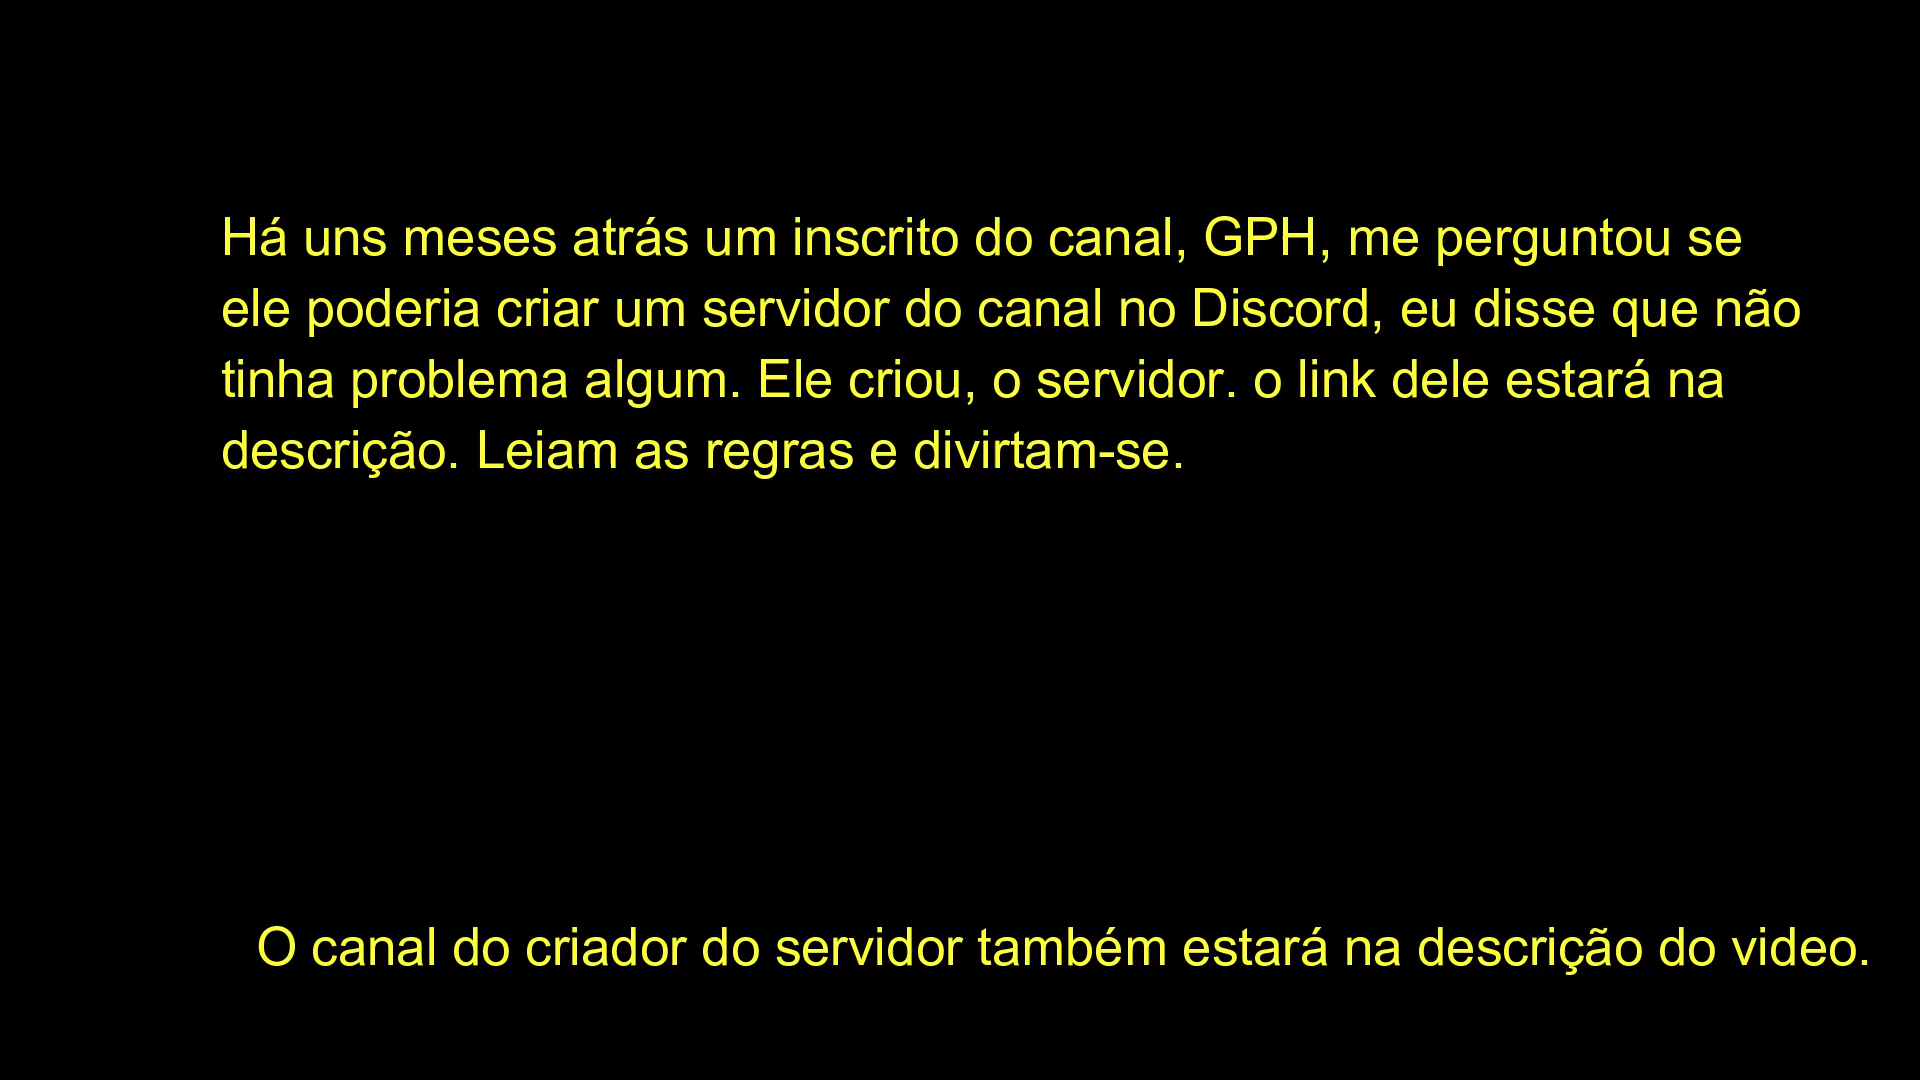 Há uns meses atrás um inscrito do canal, GPH, me perguntou se
ele poderia criar um servidor do canal no Discord, eu disse que não
tinha problema algum. Ele criou, o servidor. o link dele estará na
descrição. Leiam as regras e divirtam-se.
O canal do criador do servidor também estará na descrição do video.